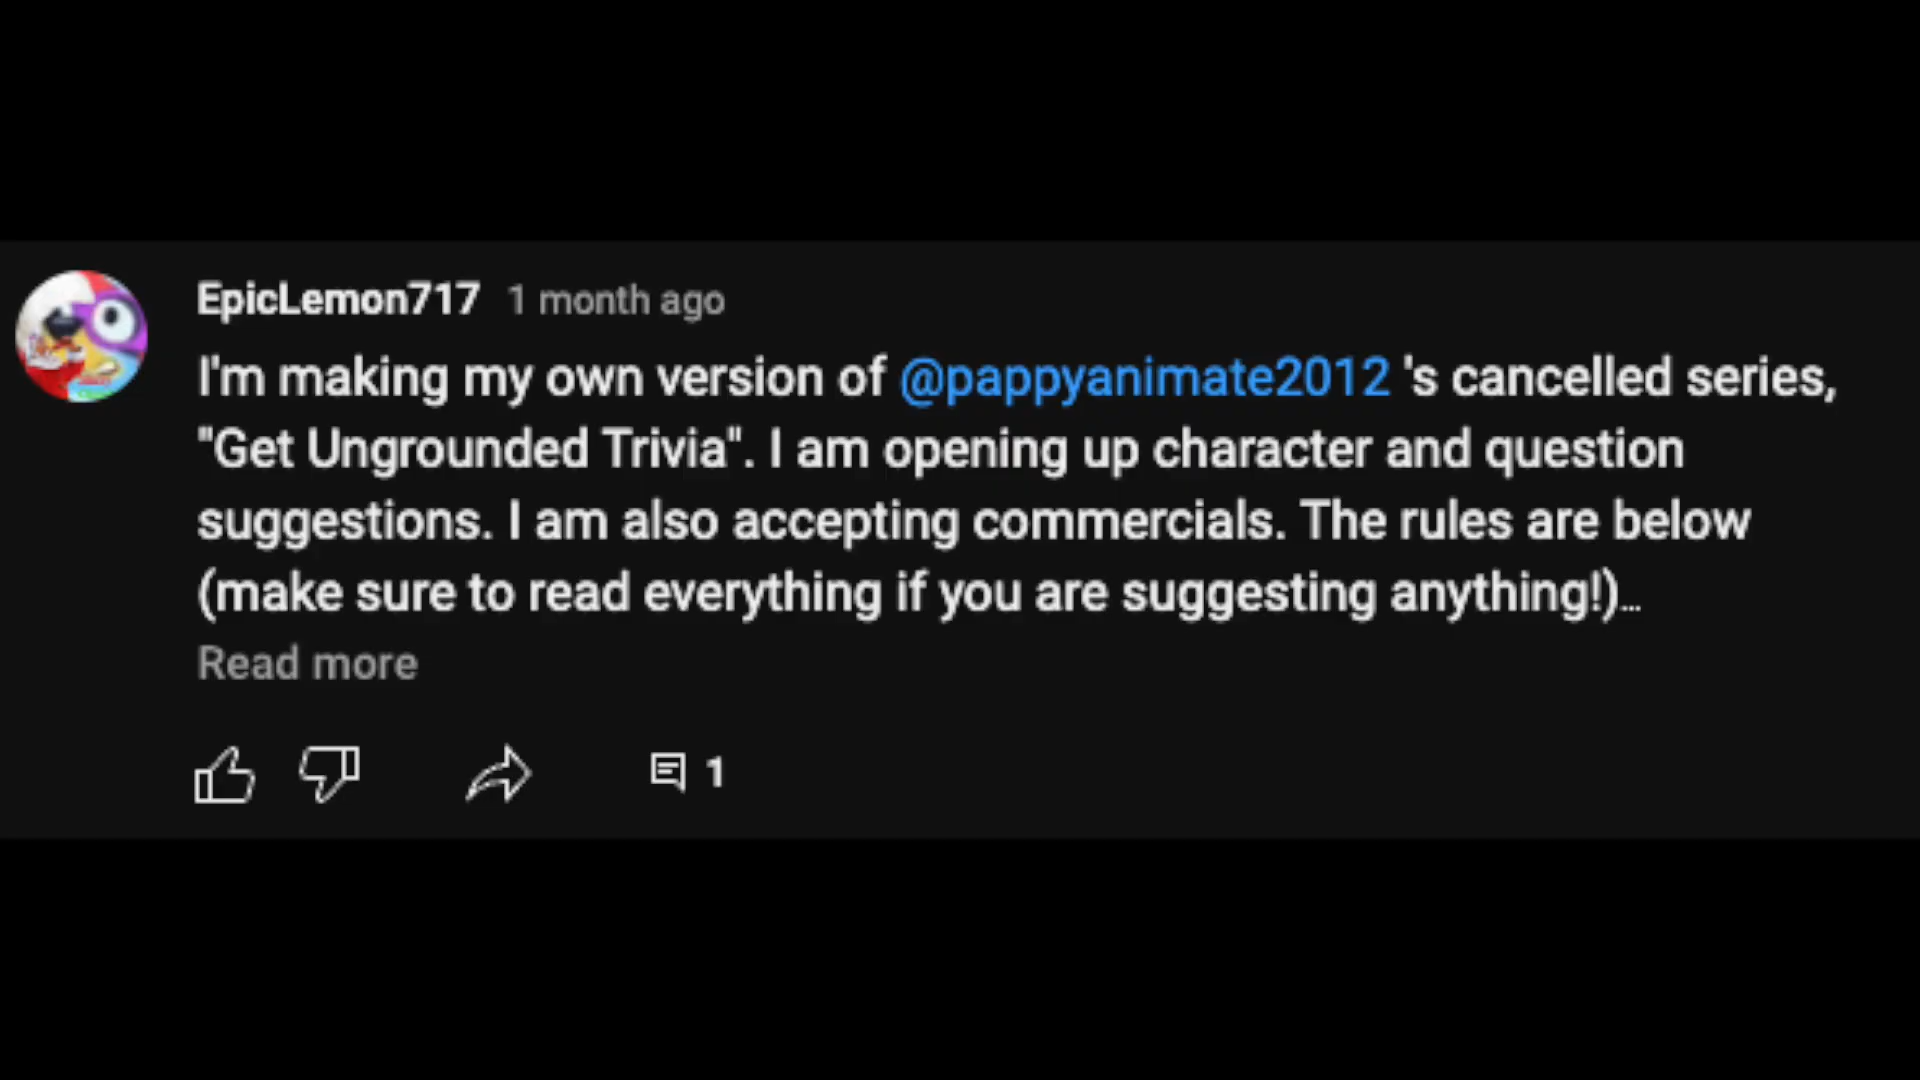 EpicLemon717 1 month ago
I'm making my own version of @pappyanimate2012 's cancelled series,
"Get Ungrounded Trivia". I am opening up character and question
suggestions. I am also accepting commercials. The rules are below
(make sure to read everything if you are suggesting anything!)...
Read more
1